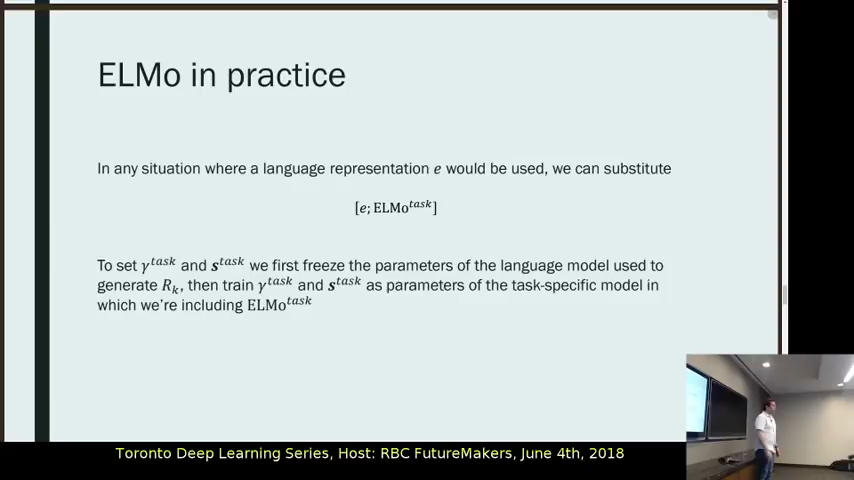 ELMo in practice
In any situation where a language representation e would be used, we can substitute
[e; ELMo^task]
To set γ^task and s^task we first freeze the parameters of the language model used to
generate R_k, then train γ^task and s^task as parameters of the task-specific model in
which we're including ELMo^task
Toronto Deep Learning Series, Host: RBC FutureMakers, June 4th, 2018